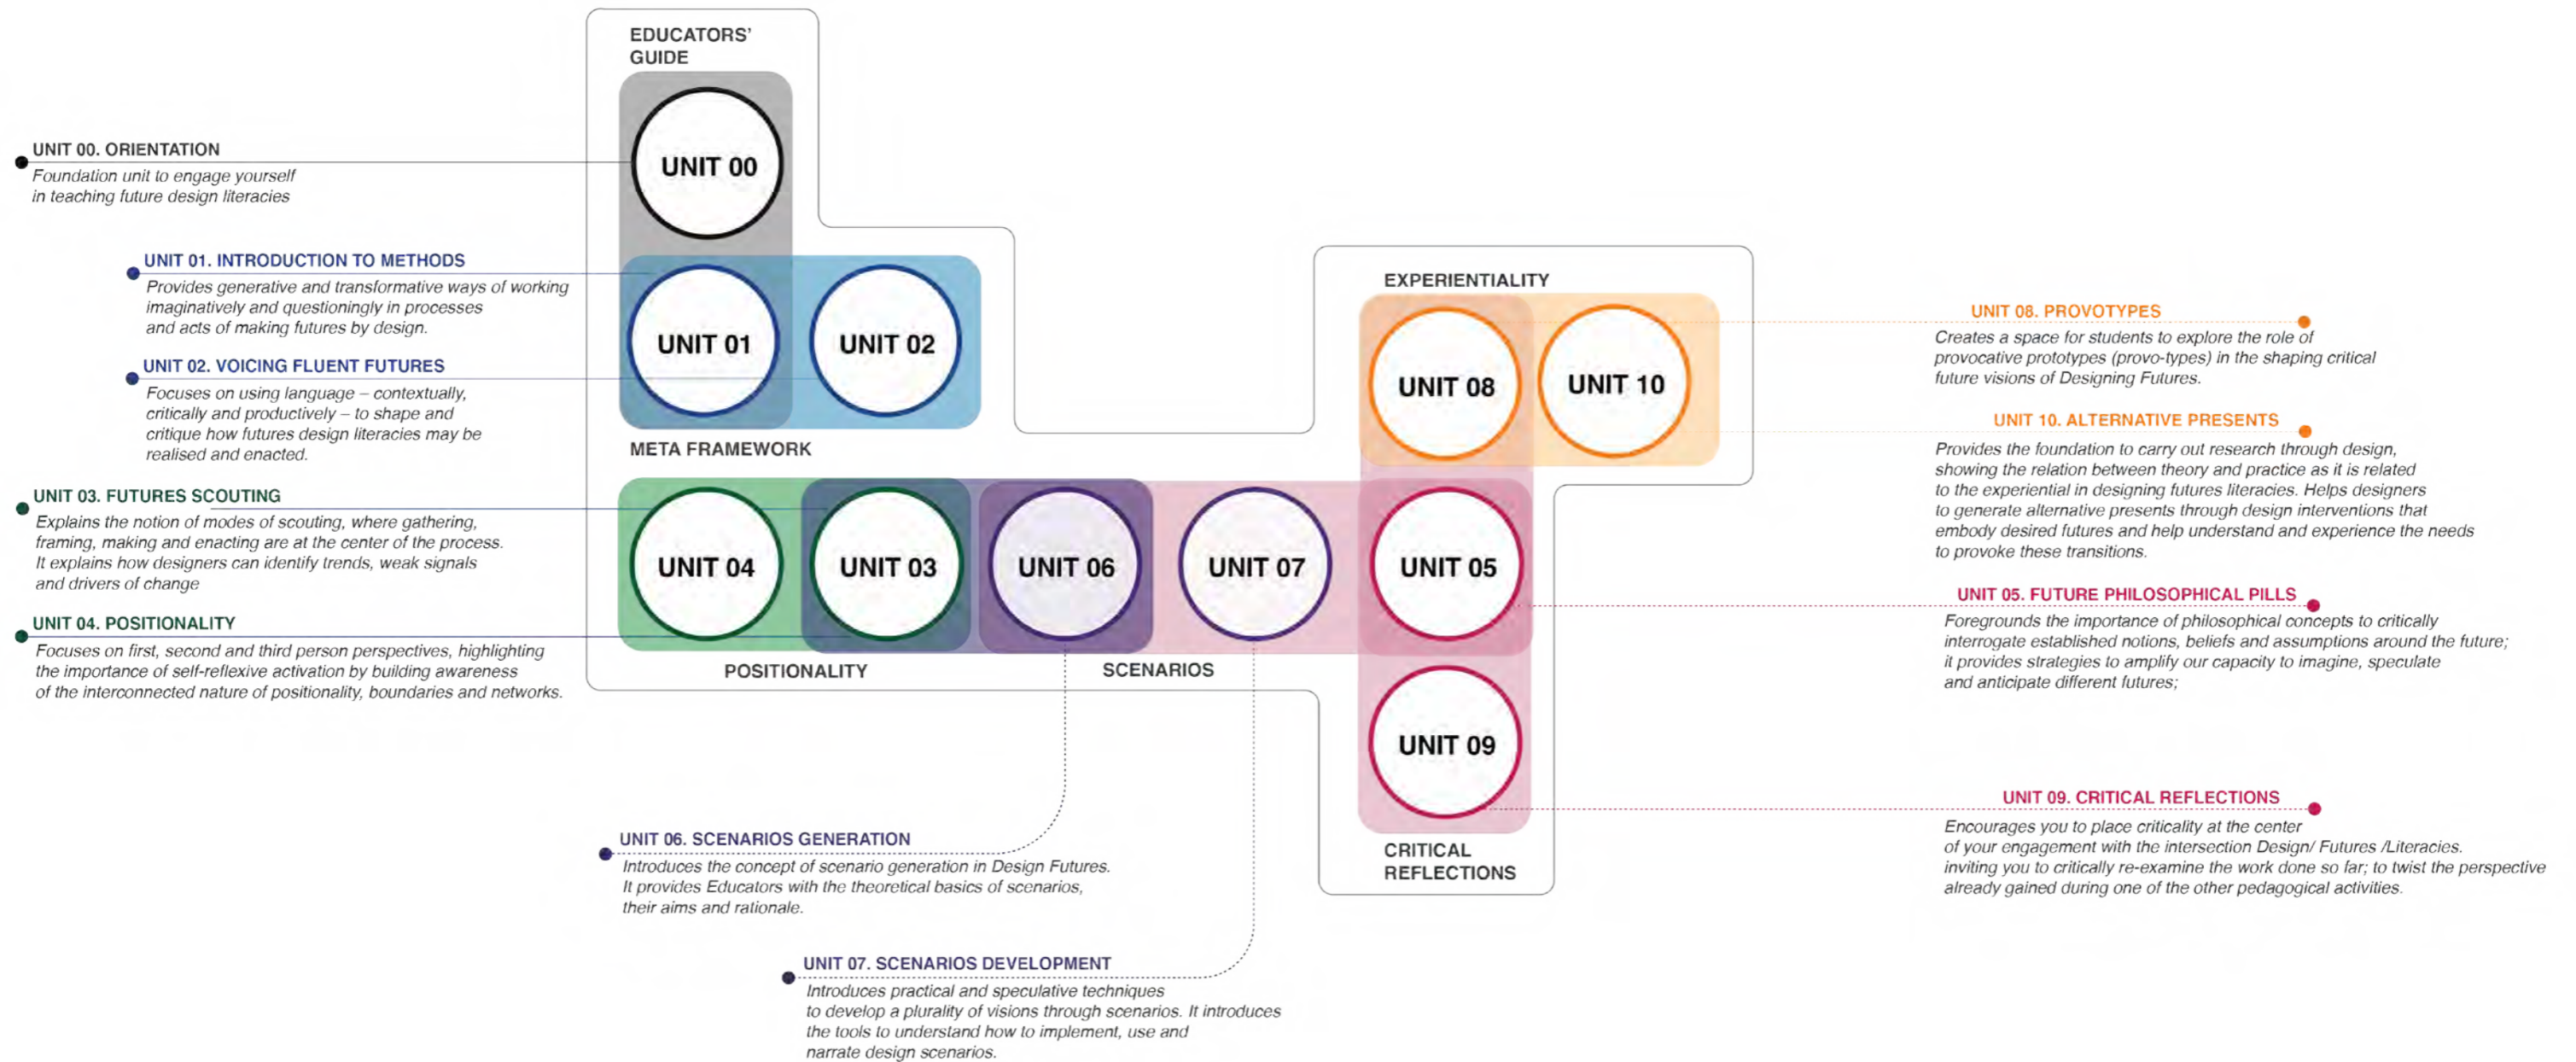 EDUCATORS'
GUIDE
UNIT 00
UNIT 00. ORIENTATION
Foundation unit to engage yourself
in teaching future design literacies
UNIT 01. INTRODUCTION TO METHODS
Provides generative and transformative ways of working
imaginatively and questioningly in processes
and acts of making futures by design.
UNIT 02. VOICING FLUENT FUTURES
Focuses on using language – contextually,
critically and productively – to shape and
critique how futures design literacies may be
realised and enacted.
UNIT 01
UNIT 02
META FRAMEWORK
UNIT 03. FUTURES SCOUTING
Explains the notion of modes of scouting, where gathering,
framing, making and enacting are at the center of the process.
It explains how designers can identify trends, weak signals
and drivers of change
UNIT 04. POSITIONALITY
Focuses on first, second and third person perspectives, highlighting
the importance of self-reflexive activation by building awareness
of the interconnected nature of positionality, boundaries and networks.
UNIT 04
UNIT 03
UNIT 06
UNIT 07
UNIT 05
POSITIONALITY
SCENARIOS
EXPERIENTIALITY
UNIT 08
UNIT 10
UNIT 09
CRITICAL
REFLECTIONS
UNIT 08. PROVOTYPES
Creates a space for students to explore the role of
provocative prototypes (provo-types) in the shaping critical
future visions of Designing Futures.
UNIT 10. ALTERNATIVE PRESENTS
Provides the foundation to carry out research through design,
showing the relation between theory and practice as it is related
to the experiential in designing futures literacies. Helps designers
to generate alternative presents through design interventions that
embody desired futures and help understand and experience the needs
to provoke these transitions.
UNIT 05. FUTURE PHILOSOPHICAL PILLS
Foregrounds the importance of philosophical concepts to critically
interrogate established notions, beliefs and assumptions around the future;
it provides strategies to amplify our capacity to imagine, speculate
and anticipate different futures;
UNIT 09. CRITICAL REFLECTIONS
Encourages you to place criticality at the center
of your engagement with the intersection Design/ Futures /Literacies.
inviting you to critically re-examine the work done so far; to twist the perspective
already gained during one of the other pedagogical activities.
UNIT 06. SCENARIOS GENERATION
Introduces the concept of scenario generation in Design Futures.
It provides Educators with the theoretical basics of scenarios,
their aims and rationale.
UNIT 07. SCENARIOS DEVELOPMENT
Introduces practical and speculative techniques
to develop a plurality of visions through scenarios. It introduces
the tools to understand how to implement, use and
narrate design scenarios.